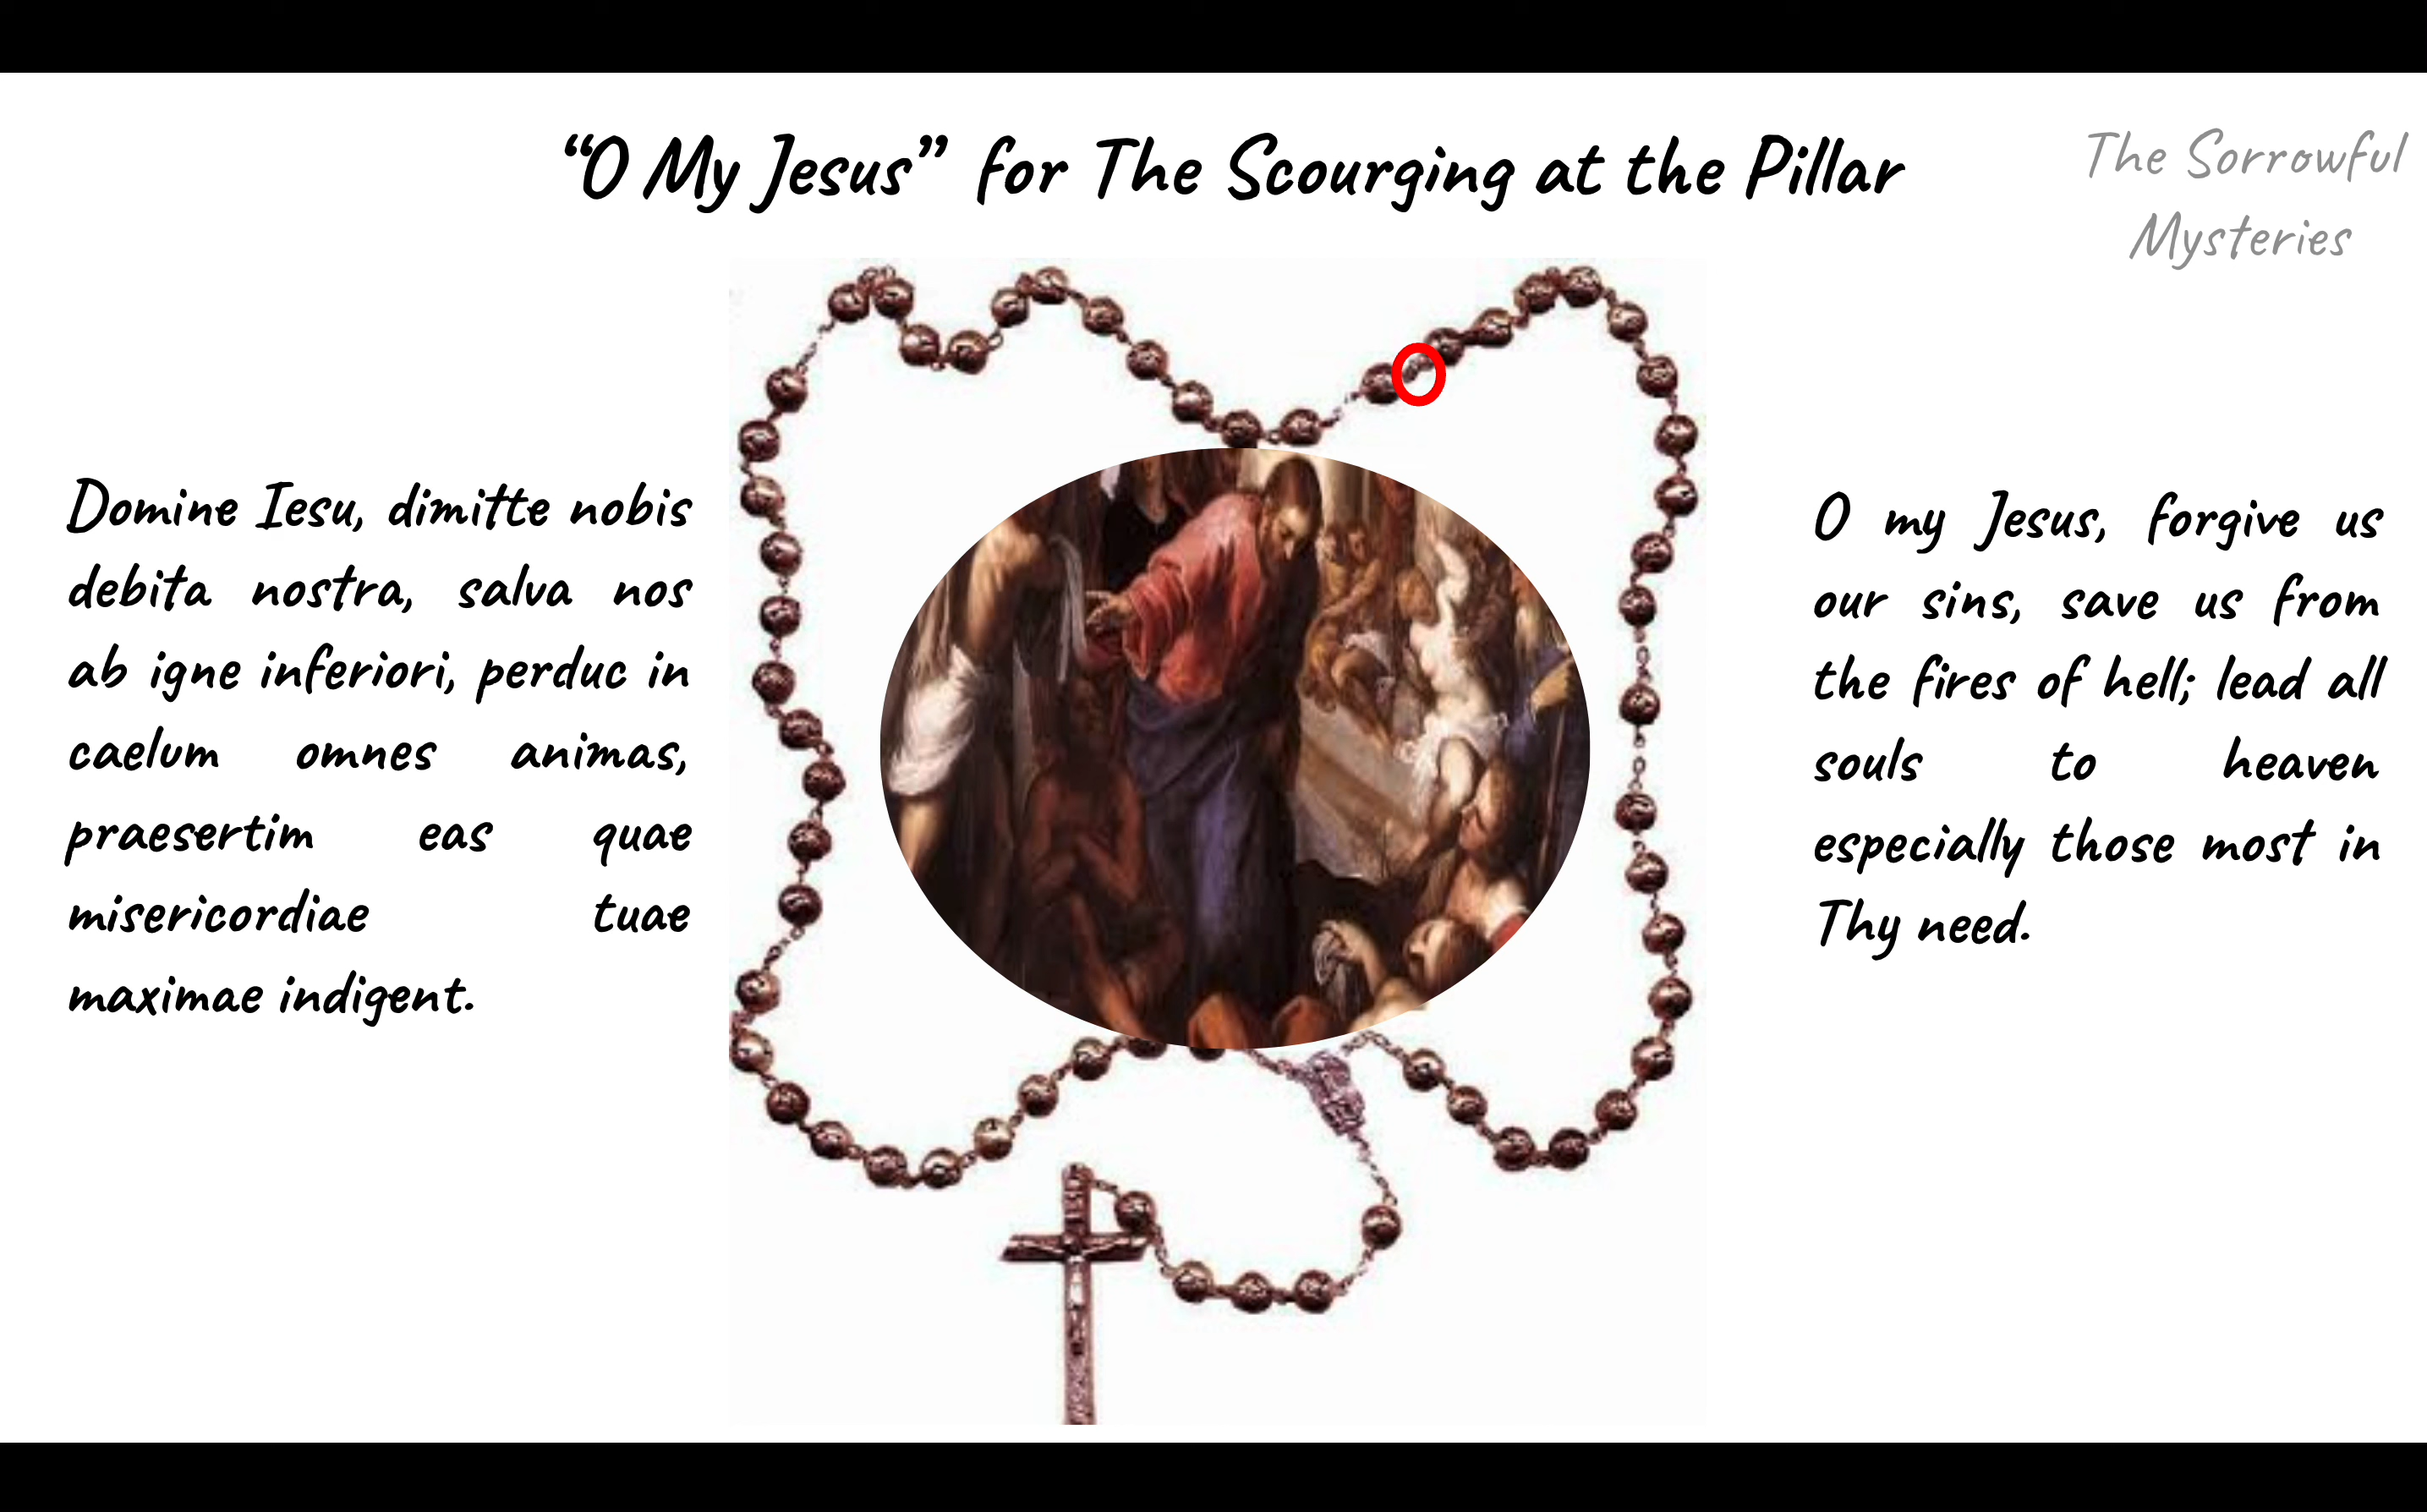 “O My Jesus” for The Scourging at the Pillar
The Sorrowful
Mysteries
Domine Iesu, dimitte nobis
debita nostra, salva nos
ab igne inferiori, perduc in
caelum omnes animas,
praesertim eas quae
misericordiae tuae
maximae indigent.
O my Jesus, forgive us
our sins, save us from
the fires of hell; lead all
souls to heaven
especially those most in
Thy need.